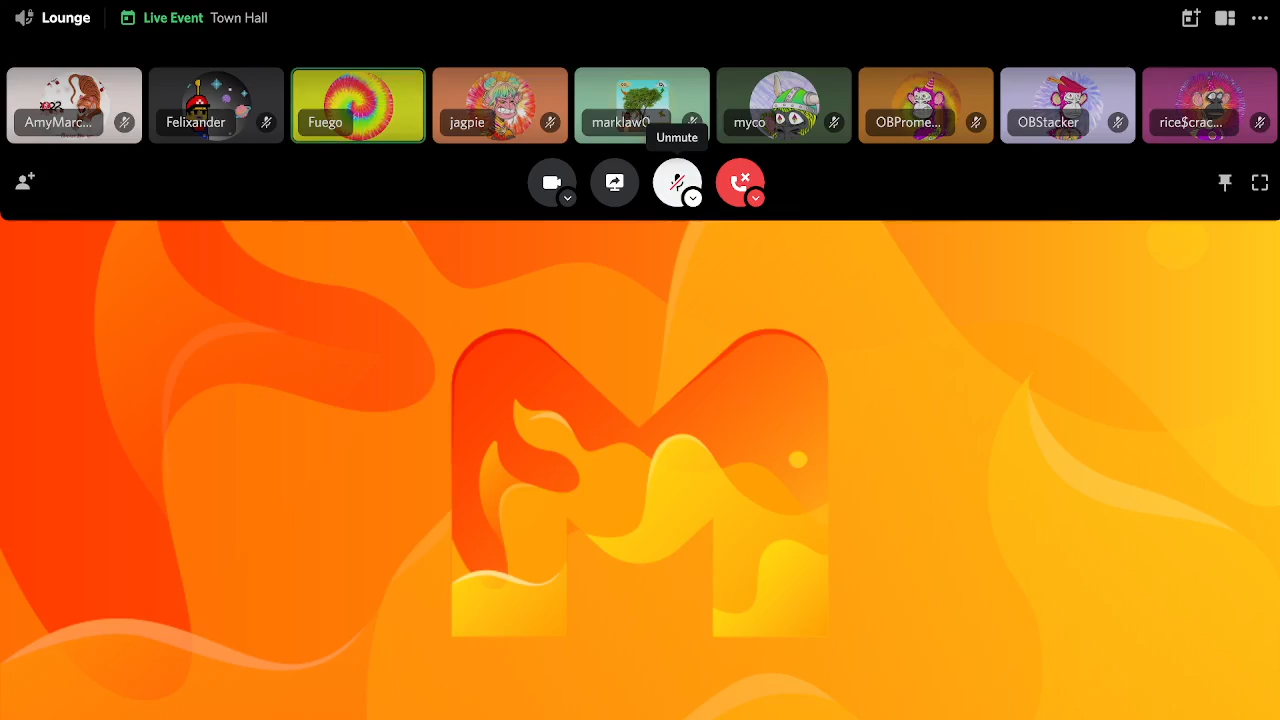 Lounge
Live Event Town Hall
AmyMarc...
Felixander
Fuego
jagpie
marklaw0
myco
OBProme...
OBStacker
rice$crac...
Unmute
M